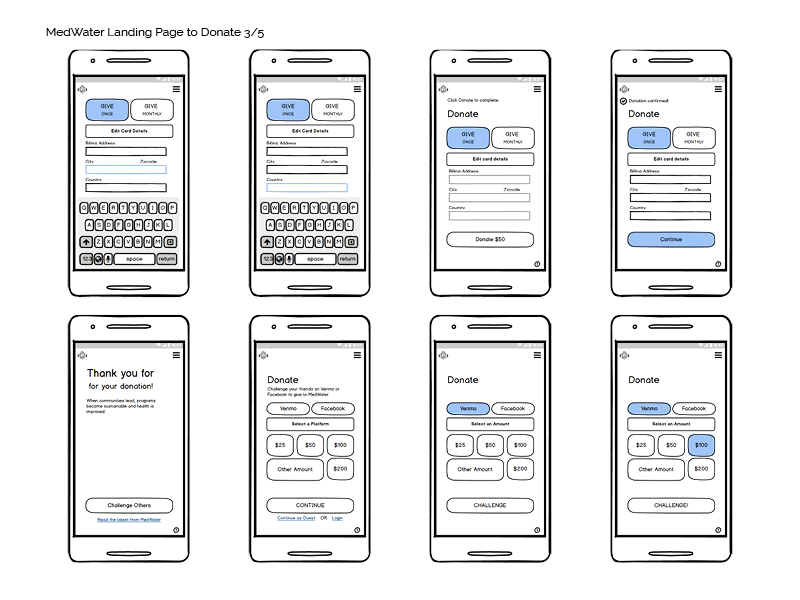 MedWater Landing Page to Donate 3/5
GIVE
ONCE
GIVE
MONTHLY
Edit Card Details
Billing Address
City Zipcode
Country
Q W E R T Y U I O P
A S D F G H J K L
Z X C V B N M
123 space return
GIVE
ONCE
GIVE
MONTHLY
Edit Card Details
Billing Address
City Zipcode
Country
Q W E R T Y U I O P
A S D F G H J K L
Z X C V B N M
123 space return
Click Donate to complete
Donate
GIVE
ONCE
GIVE
MONTHLY
Edit card details
Billing Address
City Zipcode
Country
Donate $50
Donation confirmed!
Donate
GIVE
ONCE
GIVE
MONTHLY
Edit card details
Billing Address
City Zipcode
Country
Continue
Thank you for
for your donation!
When communities lead, programs
become sustainable and health is
improved
Challenge Others
Read the latest from MedWater
Donate
Challenge your friends on Venmo or
Facebook to give to MedWater
Venmo Facebook
Select a Platform
$25 $50 $100
Other Amount $200
CONTINUE
Continue as Guest OR Login
Donate
Venmo Facebook
Select an Amount
$25 $50 $100
Other Amount $200
CHALLENGE
Donate
Venmo Facebook
Select an Amount
$25 $50 $100
Other Amount $200
CHALLENGE!